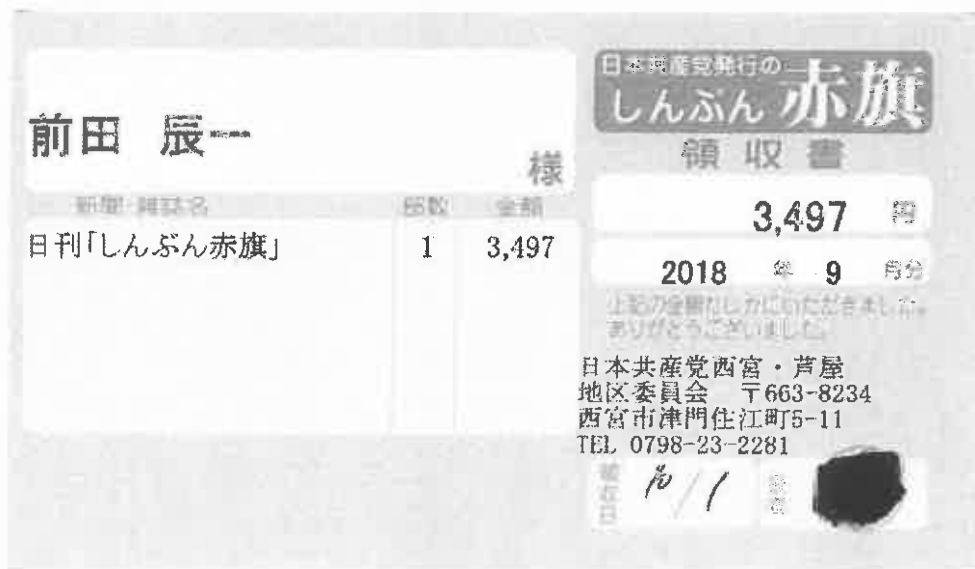 前田 辰一
様
新聞・雑誌名 部数 金額
日刊「しんぶん赤旗」 1 3,497
日本共産党発行の
しんぶん赤旗
領収書
3,497 円
2018 年 9 月分
上記の金額たしかにいただきました。
ありがとうございました。
日本共産党西宮・芦屋
地区委員会 〒663-8234
西宮市津門住江町5-11
TEL 0798-23-2281
領収日